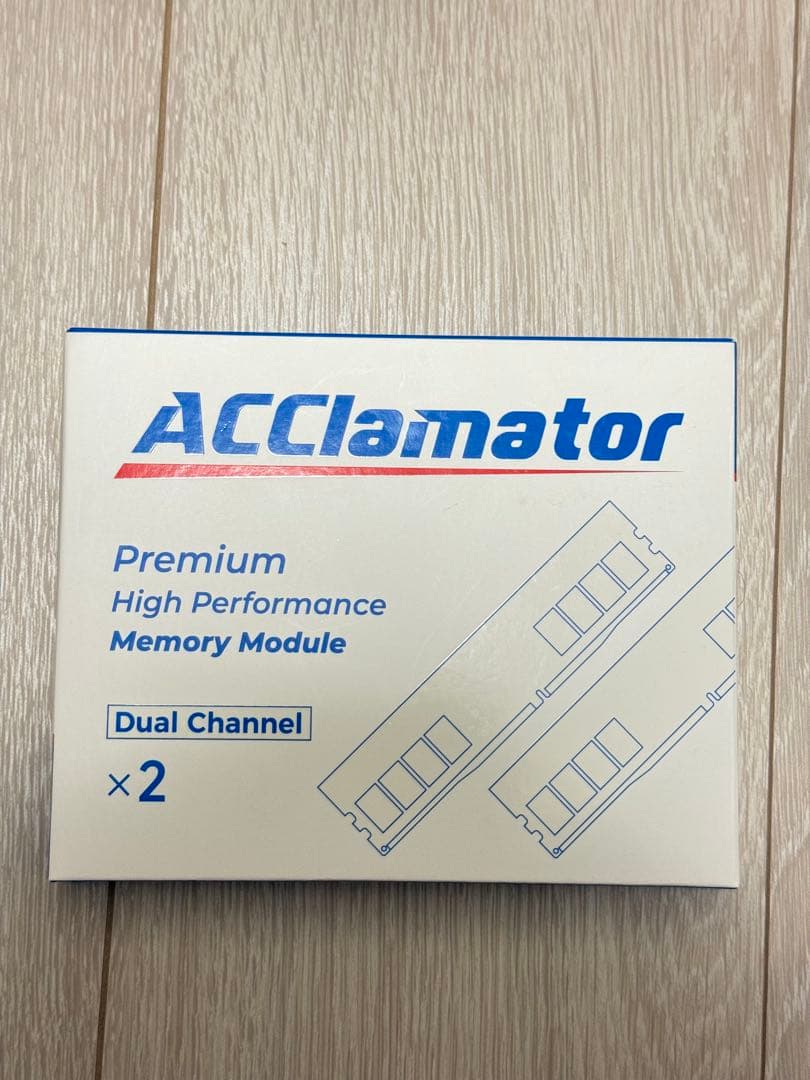 ACClamator
Premium
High Performance
Memory Module
Dual Channel
×2